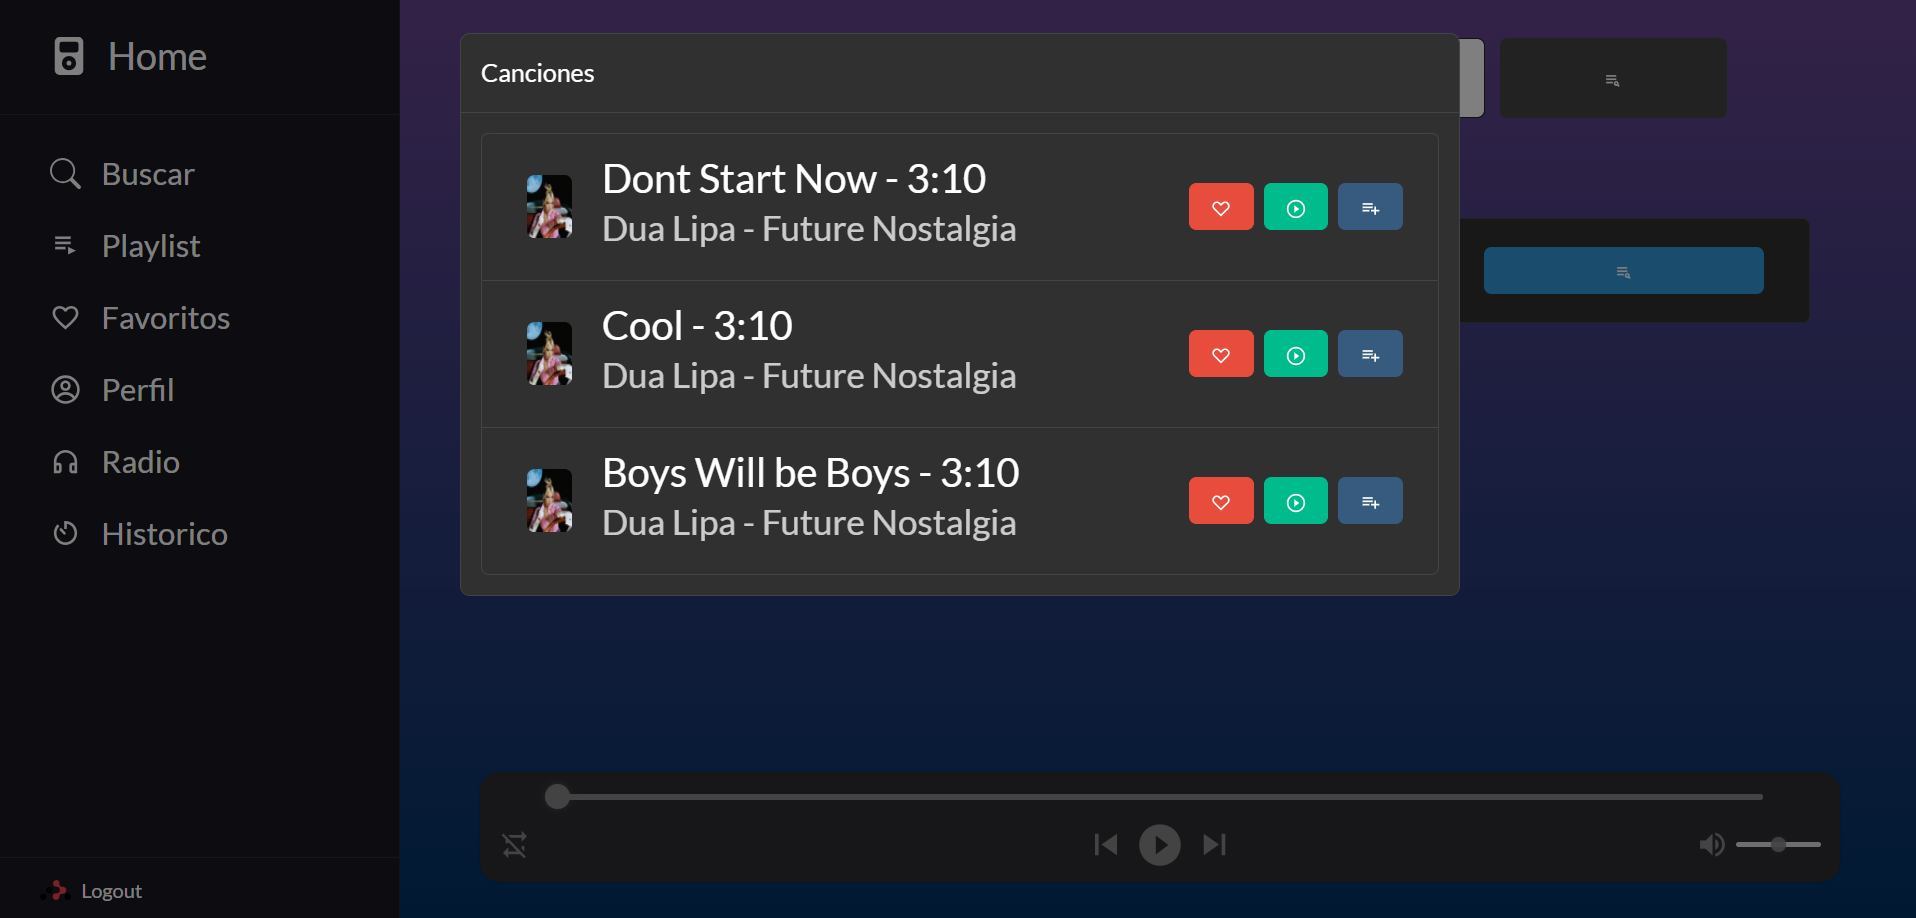 Home
Buscar
Playlist
Favoritos
Perfil
Radio
Historico
Logout
Canciones
Dont Start Now - 3:10
Dua Lipa - Future Nostalgia
Cool - 3:10
Dua Lipa - Future Nostalgia
Boys Will be Boys - 3:10
Dua Lipa - Future Nostalgia